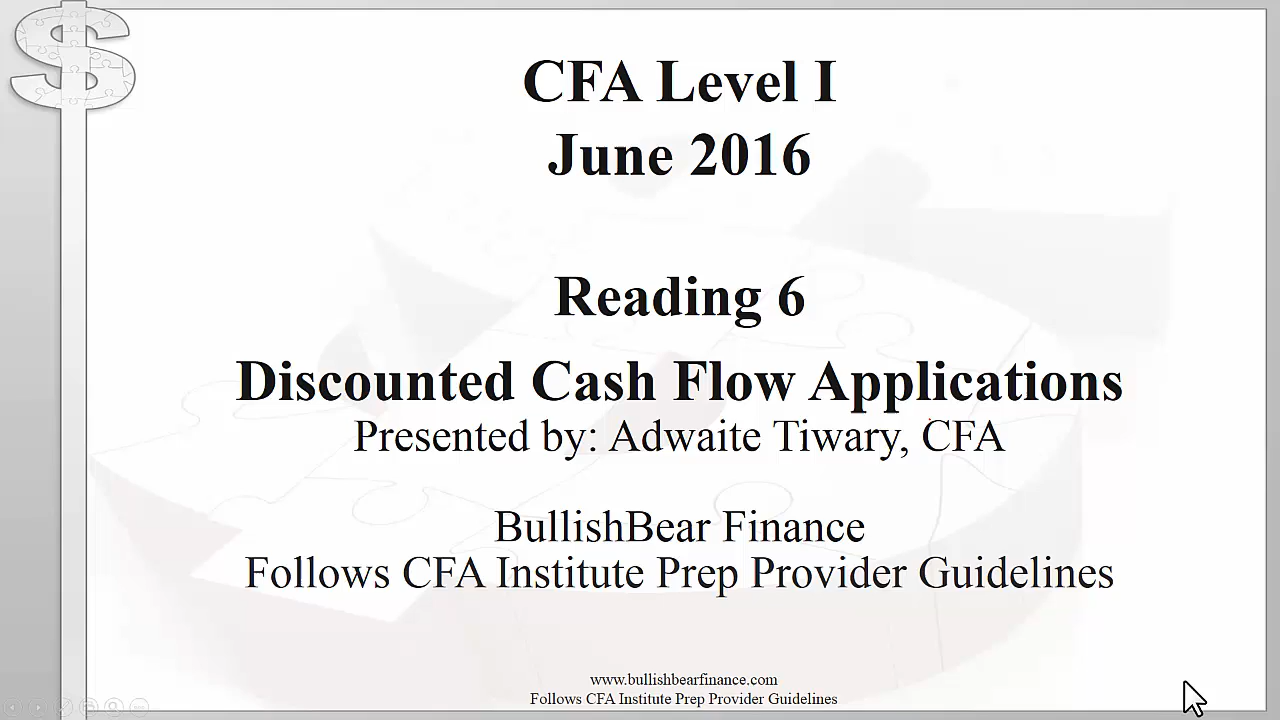 CFA Level I
June 2016
Reading 6
Discounted Cash Flow Applications
Presented by: Adwaite Tiwary, CFA
BullishBear Finance
Follows CFA Institute Prep Provider Guidelines
www.bullishbearfinance.com
Follows CFA Institute Prep Provider Guidelines